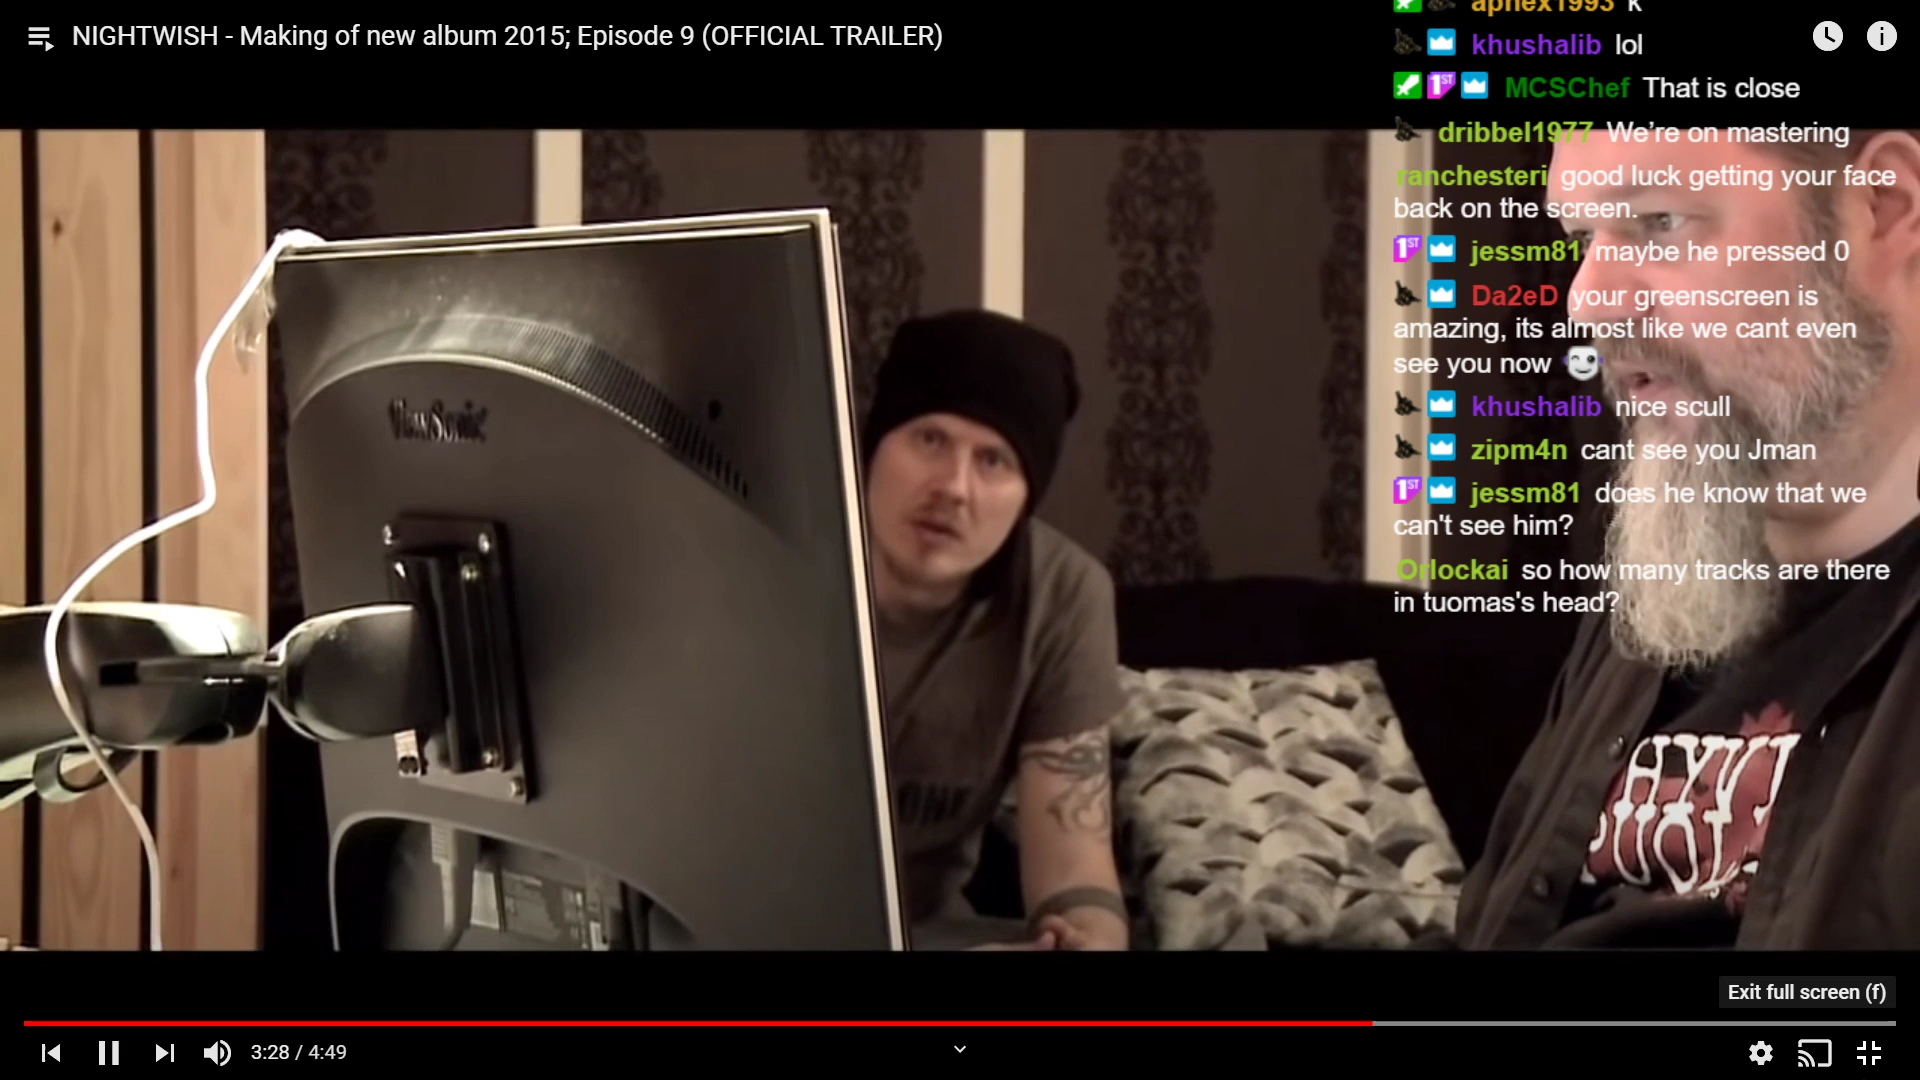 NIGHTWISH - Making of new album 2015; Episode 9 (OFFICIAL TRAILER)
aphex1993 k
khushalib lol
MCSChef That is close
dribbel1977 We’re on mastering
ranchesteri good luck getting your face
back on the screen.
jessm81 maybe he pressed 0
Da2eD your greenscreen is
amazing, its almost like we cant even
see you now
khushalib nice scull
zipm4n cant see you Jman
jessm81 does he know that we
can't see him?
Orlockai so how many tracks are there
in tuomas's head?
ViewSonic
Exit full screen (f)
3:28 / 4:49